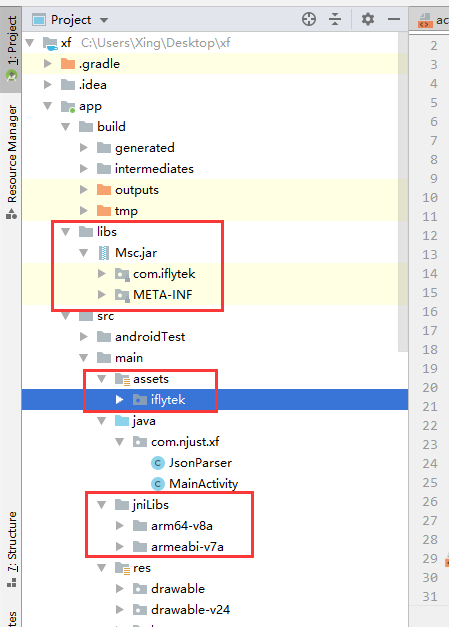 Project
ac
xf C:\Users\Xing\Desktop\xf
.gradle
.idea
app
build
generated
intermediates
outputs
tmp
libs
Msc.jar
com.iflytek
META-INF
src
androidTest
main
assets
iflytek
java
com.njust.xf
JsonParser
MainActivity
jniLibs
arm64-v8a
armeabi-v7a
res
drawable
drawable-v24
1: Project
Resource Manager
7: Structure
2
3
4
5
6
7
8
9
10
11
12
13
14
15
16
17
18
19
20
21
22
23
24
25
26
27
28
29
30
31